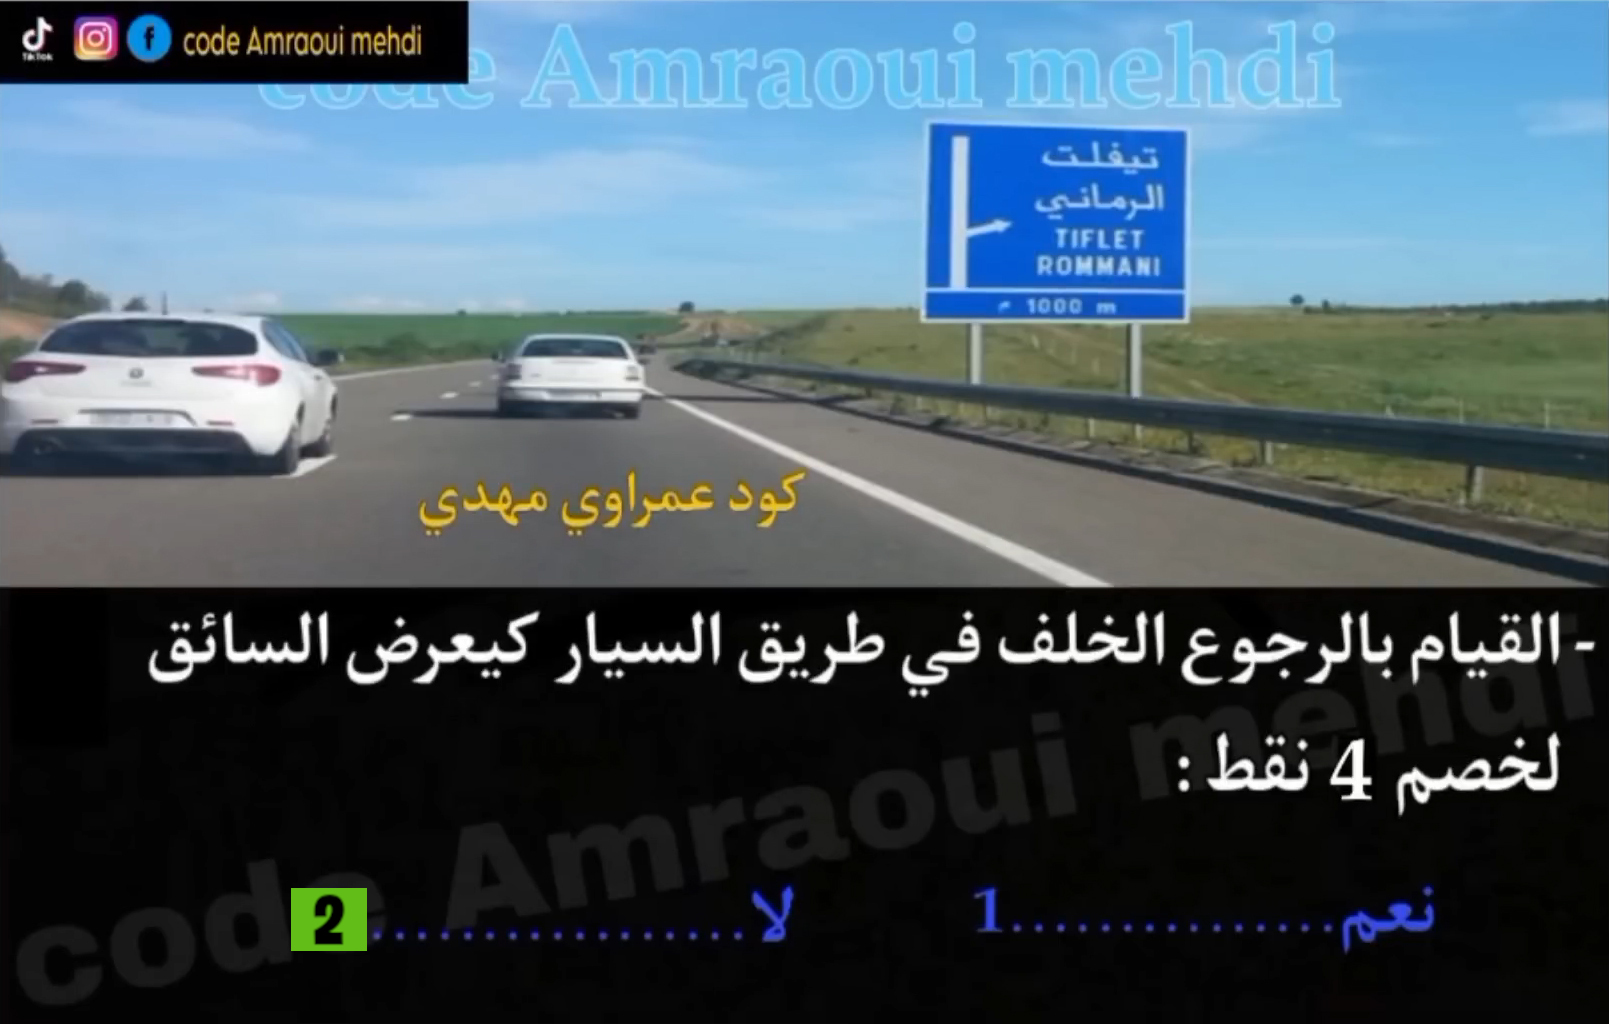 code Amraoui mehdi
code Amraoui mehdi
تيفلت
الرماني
TIFLET
ROMMANI
م 1000 m
كود عمراوي مهدي
- القيام بالرجوع الخلف في طريق السيار كيعرض السائق
لخصم 4 نقط :
نعم...............1 لا..................2
code Amraoui mehdi